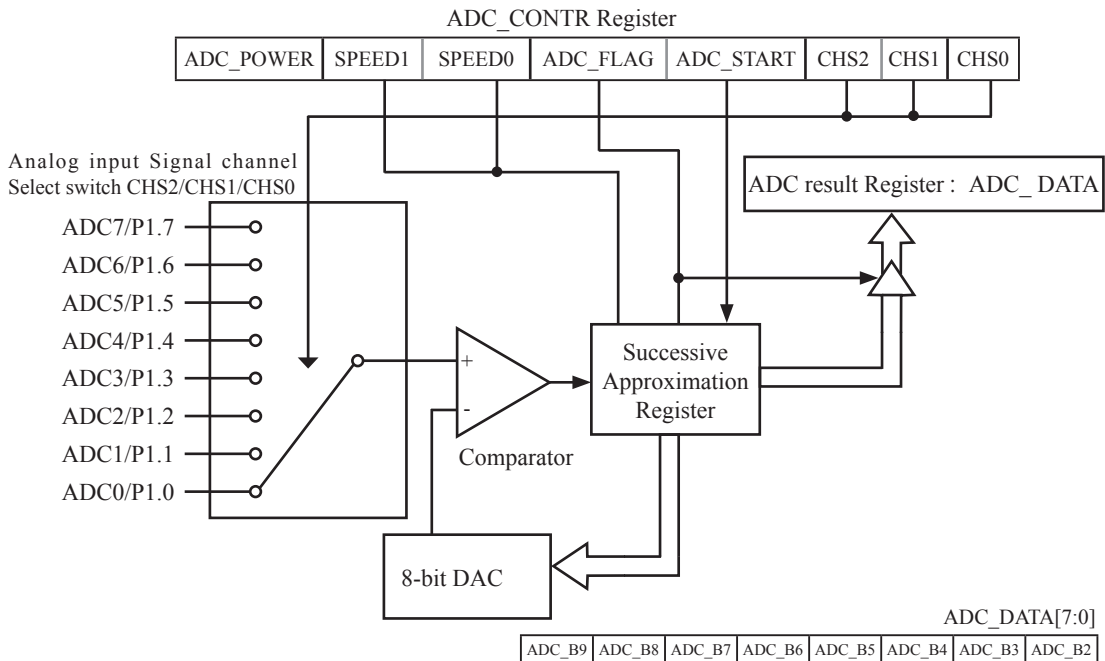 ADC_CONTR Register
ADC_POWER SPEED1 SPEED0 ADC_FLAG ADC_START CHS2 CHS1 CHS0
Analog input Signal channel
Select switch CHS2/CHS1/CHS0
ADC result Register : ADC_ DATA
ADC7/P1.7
ADC6/P1.6
ADC5/P1.5
ADC4/P1.4
ADC3/P1.3
ADC2/P1.2
ADC1/P1.1
ADC0/P1.0
+
-
Comparator
Successive
Approximation
Register
8-bit DAC
ADC_DATA[7:0]
ADC_B9 ADC_B8 ADC_B7 ADC_B6 ADC_B5 ADC_B4 ADC_B3 ADC_B2